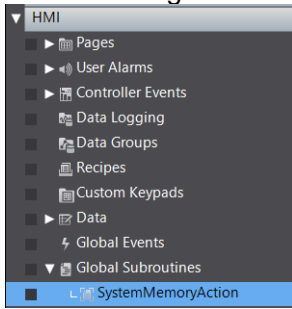 HMI
Pages
User Alarms
Controller Events
Data Logging
Data Groups
Recipes
Custom Keypads
Data
Global Events
Global Subroutines
SystemMemoryAction